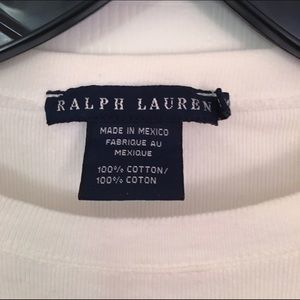 RALPH LAUREN
MADE IN MEXICO
FABRIQUE AU
MEXIQUE
100% COTTON/
100% COTON